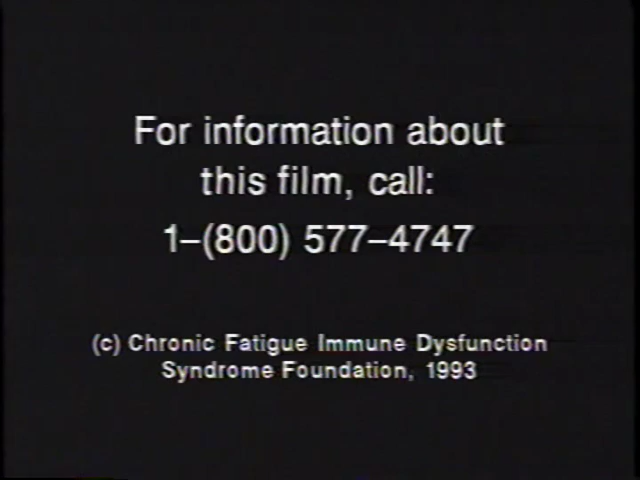 For information about
this film, call:
1–(800) 577–4747
(c) Chronic Fatigue Immune Dysfunction
Syndrome Foundation, 1993